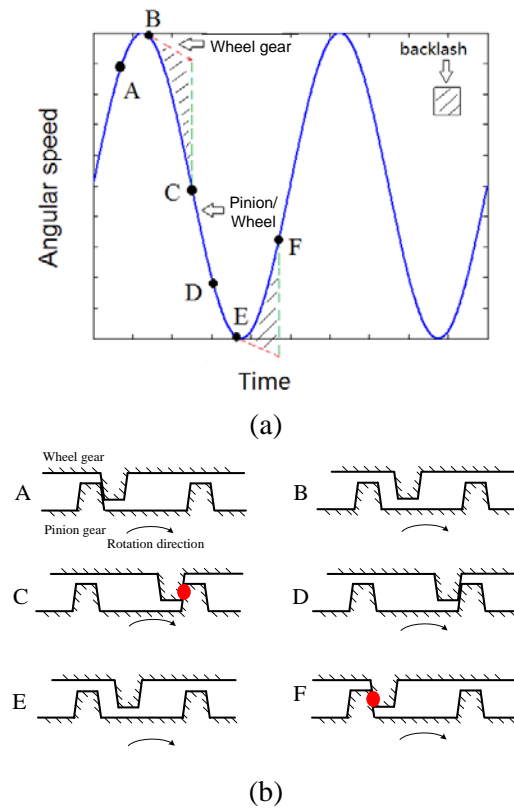 B
Wheel gear
backlash
A
Angular speed
C
Pinion/
Wheel
F
D
E
Time
(a)
Wheel gear
A
B
Pinion gear
Rotation direction
C
D
E
F
(b)